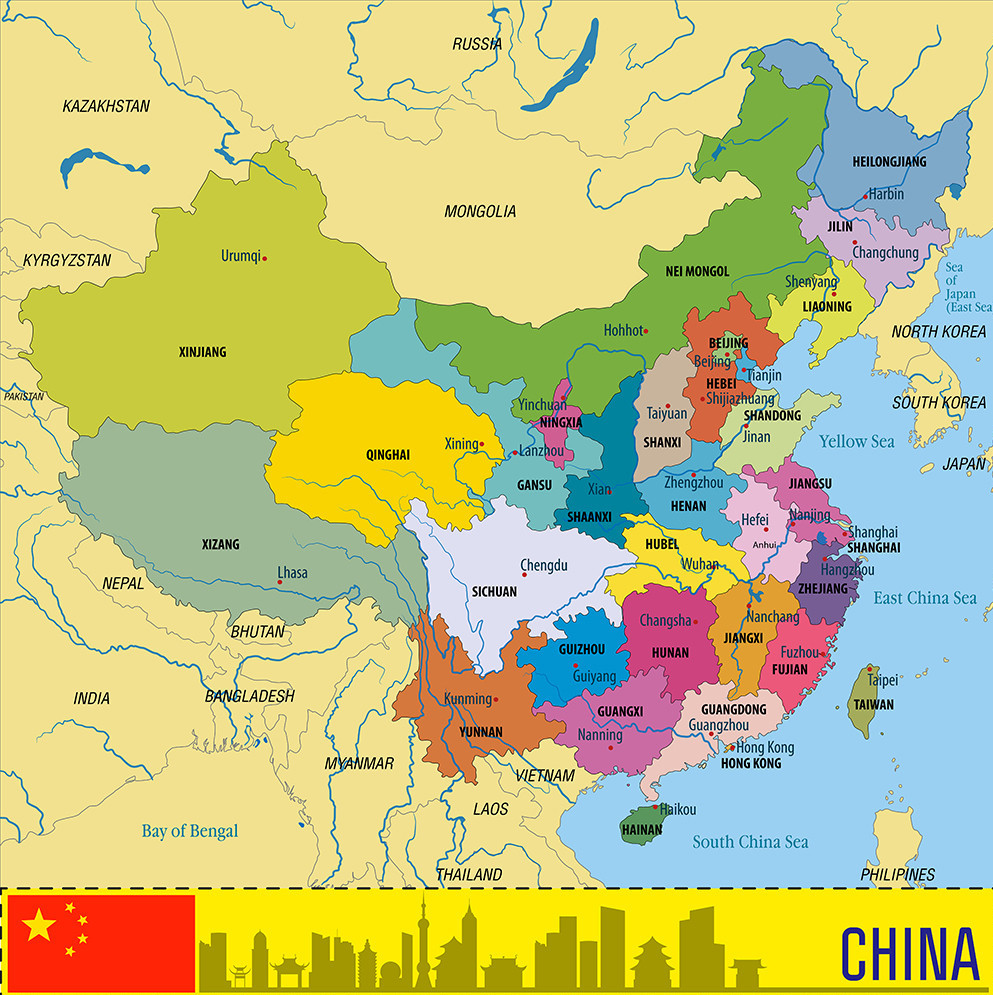 RUSSIA
KAZAKHSTAN
HEILONGJIANG
Harbin
MONGOLIA
JILIN
Changchung
KYRGYZSTAN
Urumqi
NEI MONGOL
Sea
of
Japan
(East Sea
Shenyang
LIAONING
Hohhot
NORTH KOREA
BEIJING
Beijing
XINJIANG
Tianjin
HEBEI
PAKISTAN
Shijiazhuang
SOUTH KOREA
Yinchuan
NINGXIA
Taiyuan
SHANDONG
Jinan
Yellow Sea
SHANXI
Xining
Lanzhou
QINGHAI
JAPAN
GANSU
Xian
Zhengzhou
JIANGSU
HENAN
SHAANXI
Hefei
Nanjing
Anhui
Shanghai
SHANGHAI
XIZANG
HUBEL
Wuhan
Hangzhou
Lhasa
Chengdu
NEPAL
SICHUAN
ZHEJIANG
East China Sea
Changsha
Nanchang
BHUTAN
JIANGXI
GUIZHOU
HUNAN
Fuzhou
FUJIAN
Guiyang
Taipei
INDIA
BANGLADESH
Kunming
TAIWAN
GUANGXI
GUANGDONG
Guangzhou
YUNNAN
Nanning
Hong Kong
HONG KONG
MYANMAR
VIETNAM
LAOS
Haikou
HAINAN
Bay of Bengal
South China Sea
THAILAND
PHILIPINES
CHINA